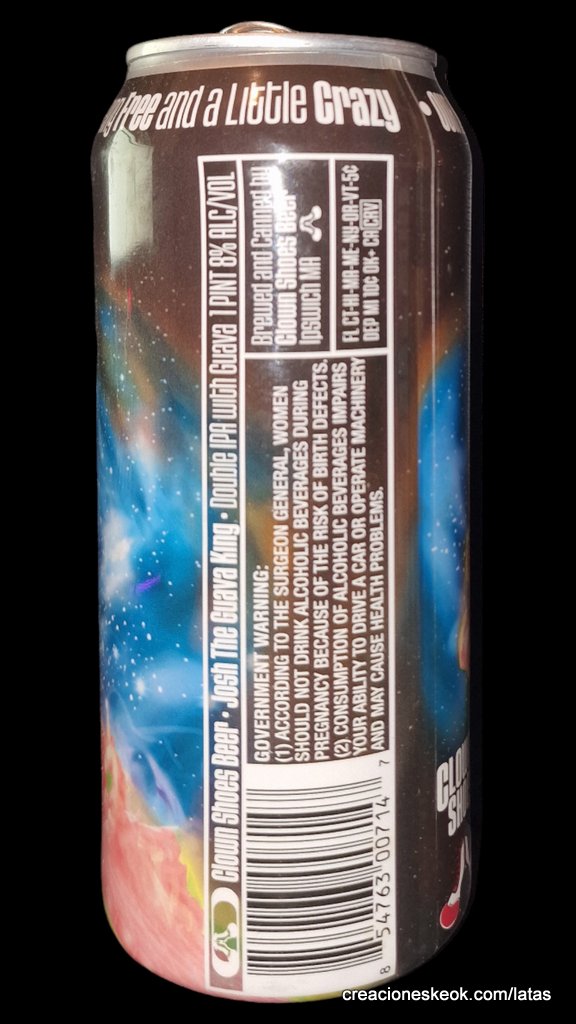 Free and a Little Crazy
Clown Shoes Beer • Josh The Guava King • Double IPA with Guava 1 PINT 8% ALC/VOL
Brewed and Canned by
Clown Shoes Beer
Ipswich MA
FL CT-HI-MA-ME-NY-OR-VT-5¢
DEP MI 10¢ OK+ CA CRV
GOVERNMENT WARNING:
(1) ACCORDING TO THE SURGEON GENERAL, WOMEN
SHOULD NOT DRINK ALCOHOLIC BEVERAGES DURING
PREGNANCY BECAUSE OF THE RISK OF BIRTH DEFECTS.
(2) CONSUMPTION OF ALCOHOLIC BEVERAGES IMPAIRS
YOUR ABILITY TO DRIVE A CAR OR OPERATE MACHINERY
AND MAY CAUSE HEALTH PROBLEMS.
8 54763 00714 7
creacioneskeok.com/latas